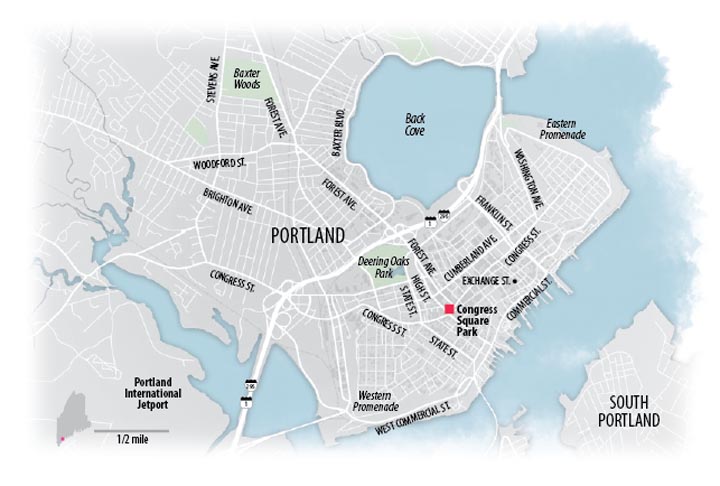 STEVENS AVE.
Baxter
Woods
FOREST AVE.
BAXTER BLVD.
Back
Cove
Eastern
Promenade
WOODFORD ST.
WASHINGTON AVE.
BRIGHTON AVE.
FOREST AVE.
FRANKLIN ST.
295
1
PORTLAND
FOREST AVE.
CUMBERLAND AVE.
CONGRESS ST.
Deering Oaks
Park
CONGRESS ST.
HIGH ST.
STATE ST.
EXCHANGE ST.
COMMERCIAL ST.
CONGRESS ST.
Congress
Square
Park
STATE ST.
Portland
International
Jetport
295
1
Western
Promenade
WEST COMMERCIAL ST.
SOUTH
PORTLAND
1/2 mile